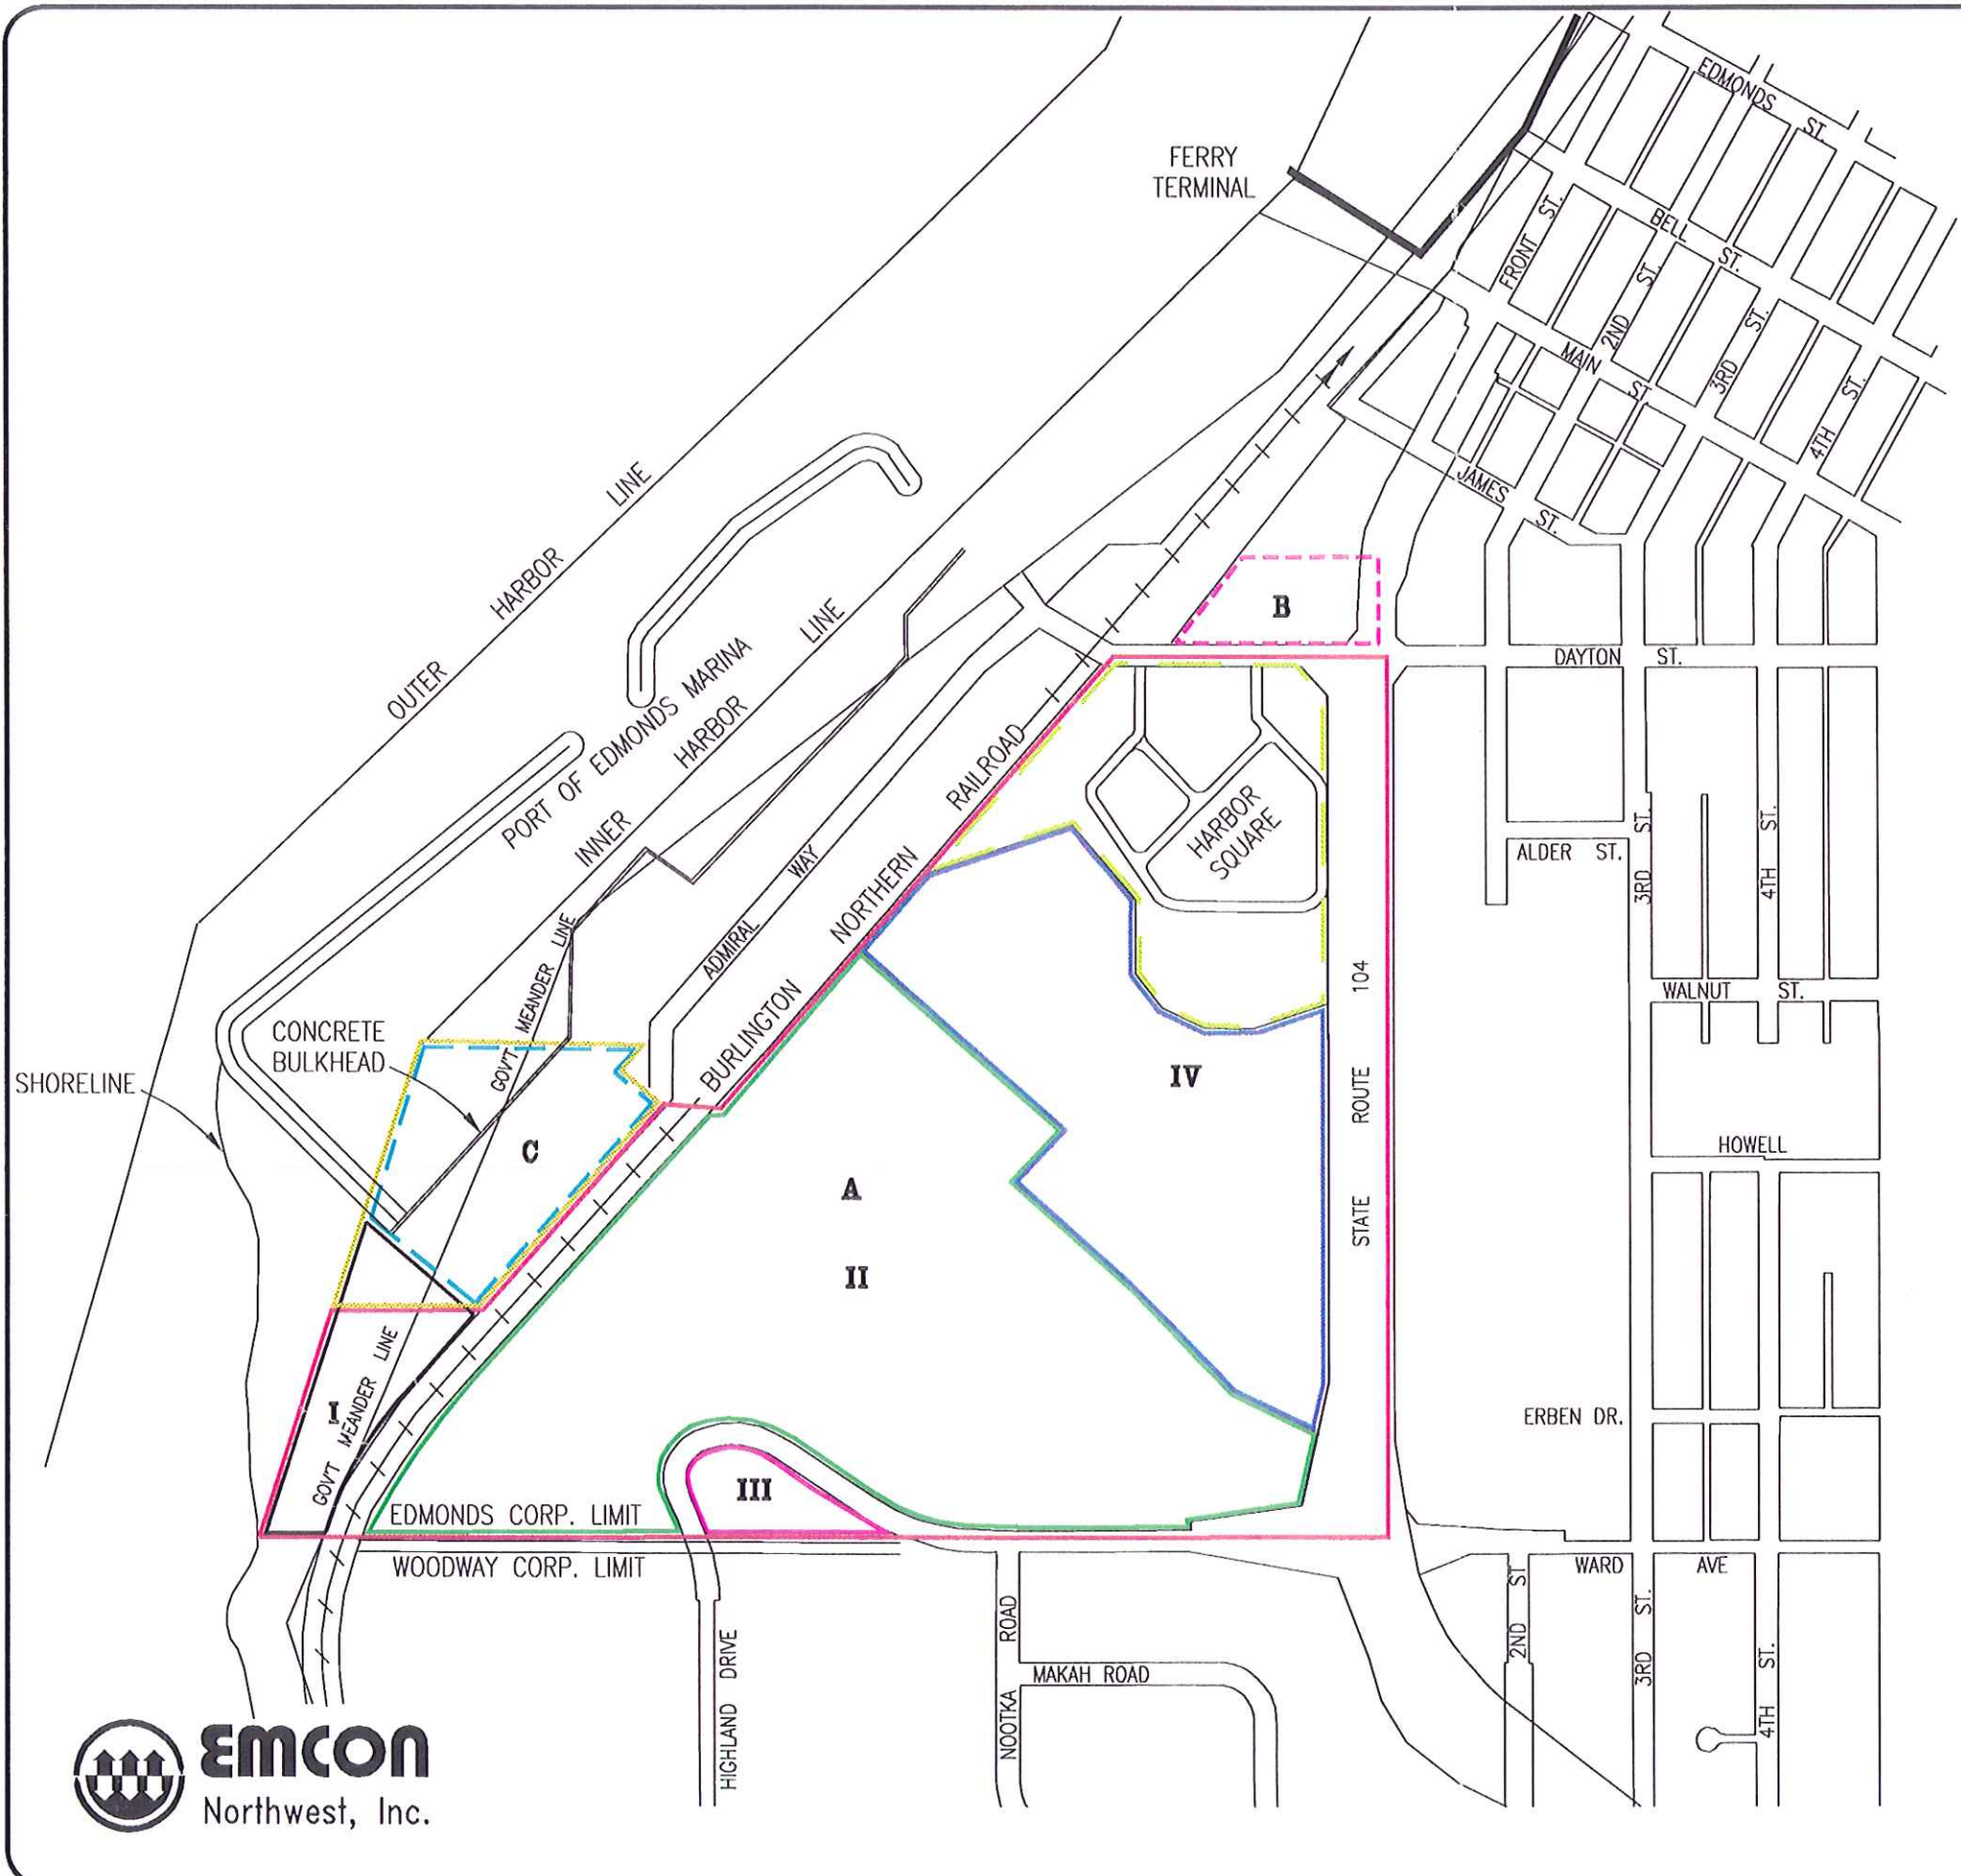 EDMONDS ST.
FERRY
TERMINAL
FRONT ST.
BELL ST.
2ND ST.
MAIN ST.
3RD ST.
4TH ST.
JAMES ST.
OUTER HARBOR LINE
PORT OF EDMONDS MARINA
INNER HARBOR LINE
B
DAYTON ST.
HARBOR
SQUARE
ALDER ST.
3RD ST.
4TH ST.
ADMIRAL WAY
BURLINGTON NORTHERN RAILROAD
GOV'T MEANDER LINE
CONCRETE
BULKHEAD
SHORELINE
C
A
II
IV
STATE ROUTE 104
WALNUT ST.
HOWELL
I
GOV'T MEANDER LINE
III
ERBEN DR.
EDMONDS CORP. LIMIT
WOODWAY CORP. LIMIT
WARD AVE
2ND ST
3RD ST.
4TH ST.
HIGHLAND DRIVE
NOOTKA ROAD
MAKAH ROAD
EMCON
Northwest, Inc.